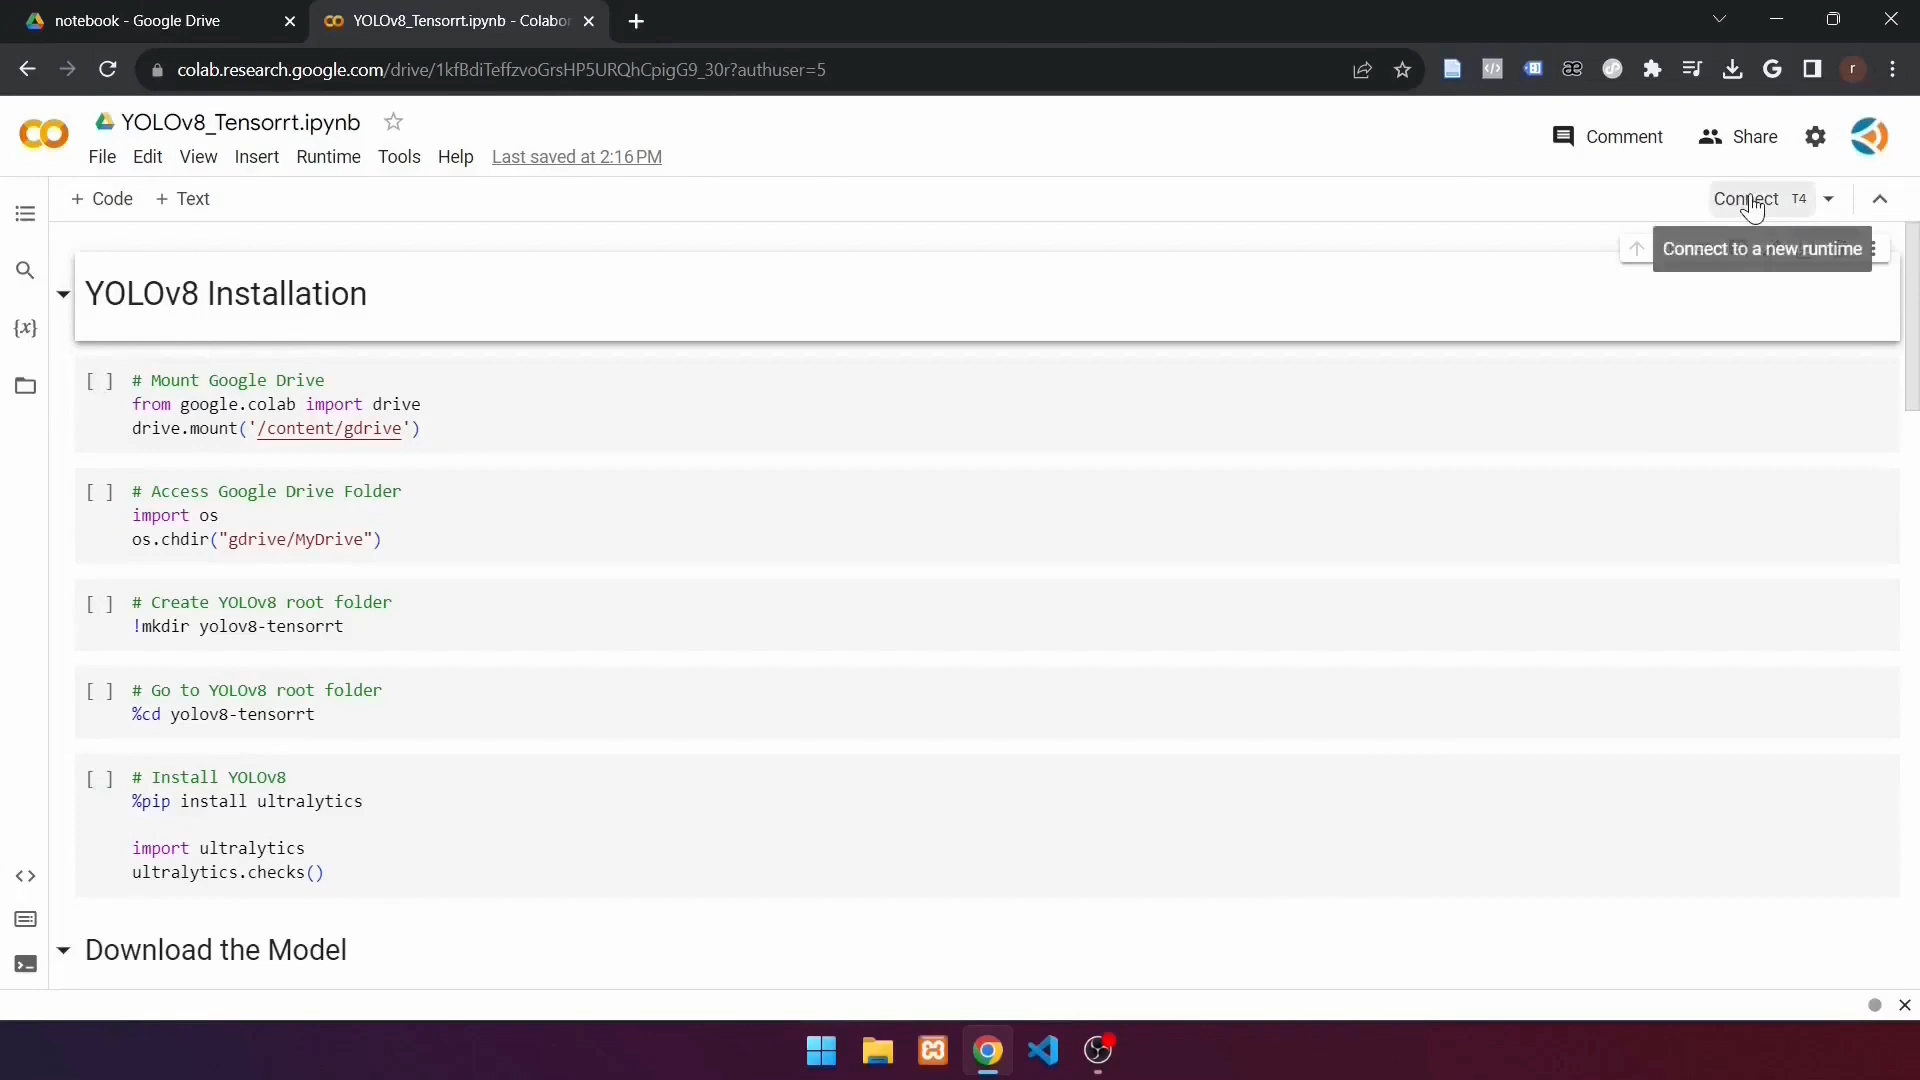 notebook - Google Drive
YOLOv8_Tensorrt.ipynb - Colabor
colab.research.google.com/drive/1kfBdiTeffzvoGrsHP5URQhCpigG9_30r?authuser=5
r
YOLOv8_Tensorrt.ipynb
Comment
Share
File Edit View Insert Runtime Tools Help Last saved at 2:16 PM
+ Code + Text
Connect T4
Connect to a new runtime
YOLOv8 Installation
[ ] # Mount Google Drive
from google.colab import drive
drive.mount('/content/gdrive')
[ ] # Access Google Drive Folder
import os
os.chdir("gdrive/MyDrive")
[ ] # Create YOLOv8 root folder
!mkdir yolov8-tensorrt
[ ] # Go to YOLOv8 root folder
%cd yolov8-tensorrt
[ ] # Install YOLOv8
%pip install ultralytics
import ultralytics
ultralytics.checks()
Download the Model